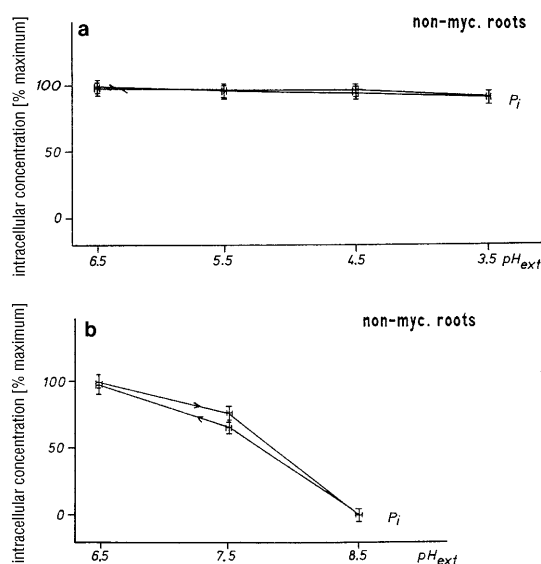 a
non-myc. roots
intracellular concentration [% maximum]
100
50
0
Pi
6.5 5.5 4.5 3.5 pHext
b
non-myc. roots
intracellular concentration [% maximum]
100
50
0
Pi
6.5 7.5 8.5 pHext